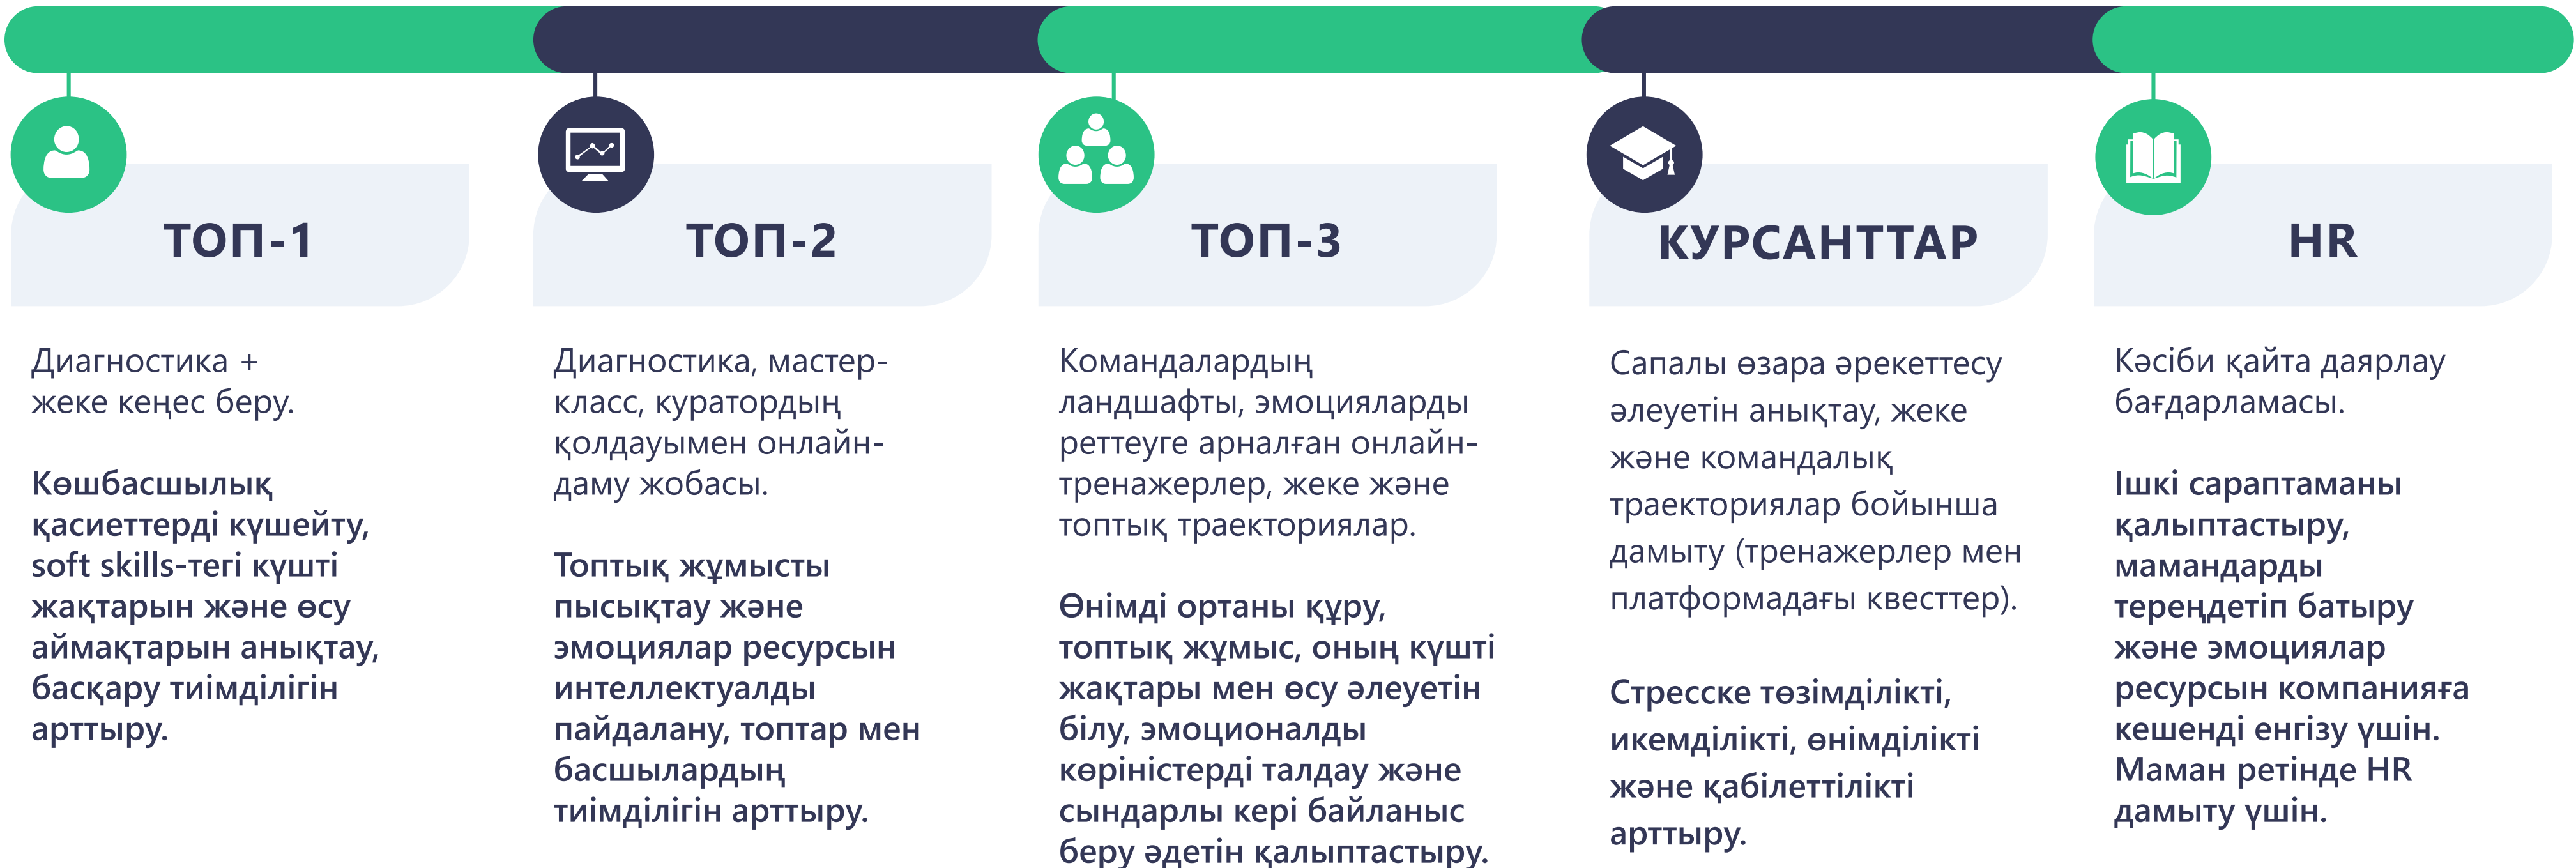 ТОП-1
Диагностика +
жеке кеңес беру.
Көшбасшылық
қасиеттерді күшейту,
soft skills-тегі күшті
жақтарын және өсу
аймақтарын анықтау,
басқару тиімділігін
арттыру.
ТОП-2
Диагностика, мастер-
класс, куратордың
қолдауымен онлайн-
даму жобасы.
Топтық жұмысты
пысықтау және
эмоциялар ресурсын
интеллектуалды
пайдалану, топтар мен
басшылардың
тиімділігін арттыру.
ТОП-3
Командалардың
ландшафты, эмоцияларды
реттеуге арналған онлайн-
тренажерлер, жеке және
топтық траекториялар.
Өнімді ортаны құру,
топтық жұмыс, оның күшті
жақтары мен өсу әлеуетін
білу, эмоционалды
көріністерді талдау және
сындарлы кері байланыс
беру әдетін қалыптастыру.
КУРСАНТТАР
Сапалы өзара әрекеттесу
әлеуетін анықтау, жеке
және командалық
траекториялар бойынша
дамыту (тренажерлер мен
платформадағы квесттер).
Стресске төзімділікті,
икемділікті, өнімділікті
және қабілеттілікті
арттыру.
HR
Кәсіби қайта даярлау
бағдарламасы.
Ішкі сараптаманы
қалыптастыру,
мамандарды
тереңдетіп батыру
және эмоциялар
ресурсын компанияға
кешенді енгізу үшін.
Маман ретінде HR
дамыту үшін.